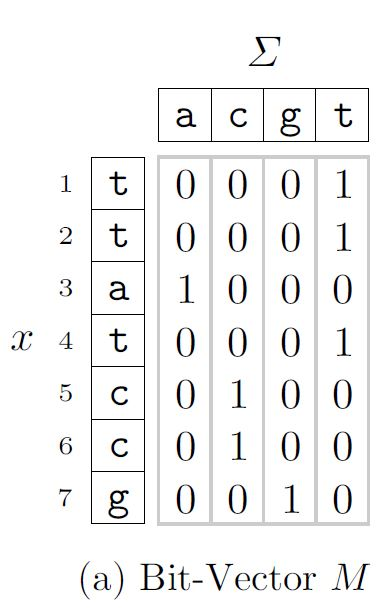 Σ
a c g t
1 t 0 0 0 1
2 t 0 0 0 1
3 a 1 0 0 0
x 4 t 0 0 0 1
5 c 0 1 0 0
6 c 0 1 0 0
7 g 0 0 1 0
(a) Bit-Vector M